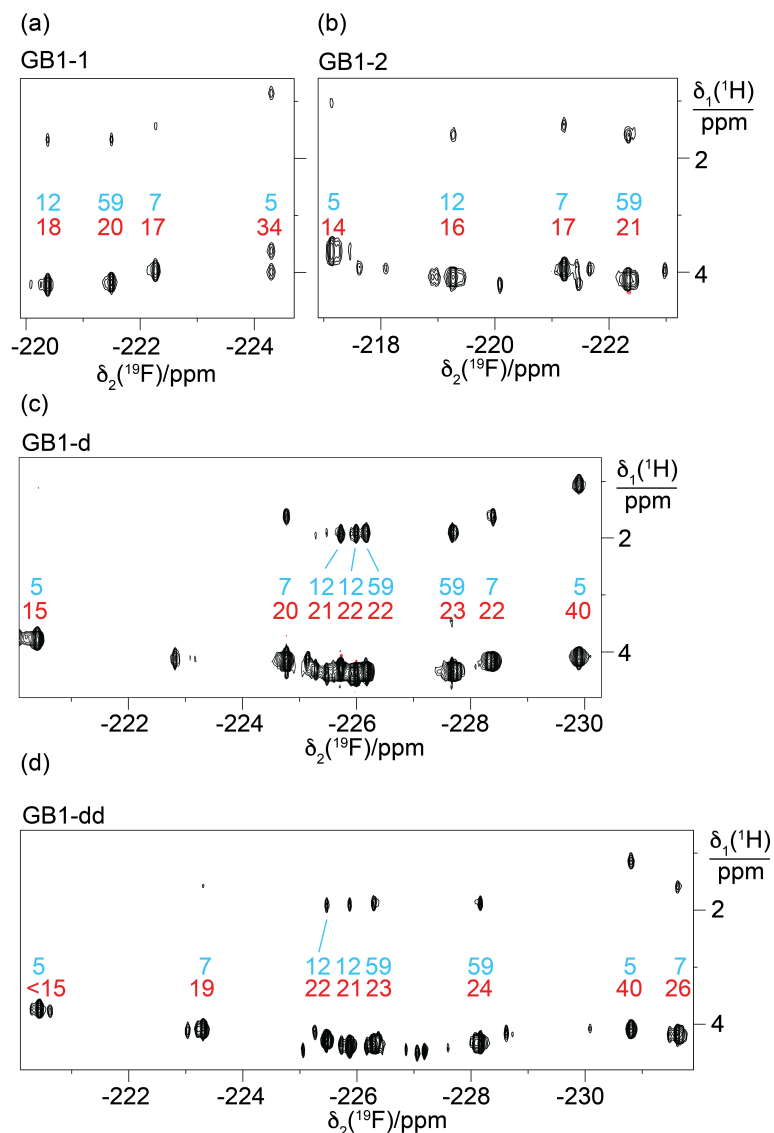 (a)
GB1-1
12 59 7 5
18 20 17 34
-220 -222 -224
δ2(19F)/ppm
(b)
GB1-2
δ1(1H)
ppm
2
5 12 7 59
14 16 17 21
4
-218 -220 -222
δ2(19F)/ppm
(c)
GB1-d
δ1(1H)
ppm
2
5 7 12 12 59 59 7 5
15 20 21 22 22 23 22 40
4
-222 -224 -226 -228 -230
δ2(19F)/ppm
(d)
GB1-dd
δ1(1H)
ppm
2
5 7 12 12 59 59 5 7
<15 19 22 21 23 24 40 26
4
-222 -224 -226 -228 -230
δ2(19F)/ppm